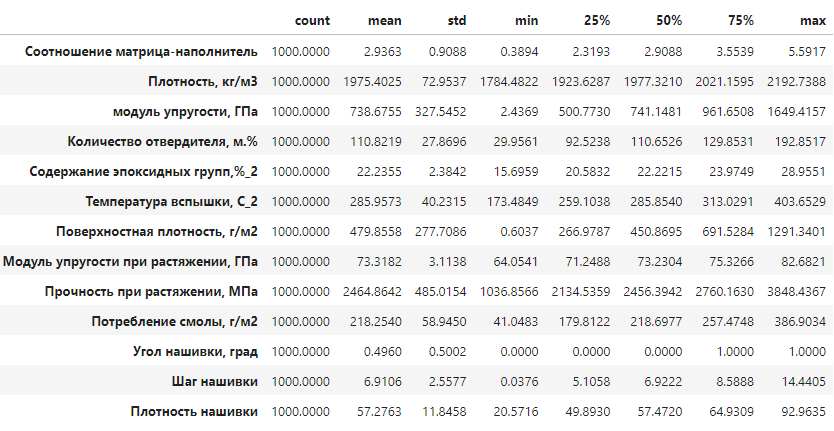 count mean std min 25% 50% 75% max
Соотношение матрица-наполнитель 1000.0000 2.9363 0.9088 0.3894 2.3193 2.9088 3.5539 5.5917
Плотность, кг/м3 1000.0000 1975.4025 72.9537 1784.4822 1923.6287 1977.3210 2021.1595 2192.7388
модуль упругости, ГПа 1000.0000 738.6755 327.5452 2.4369 500.7730 741.1481 961.6508 1649.4157
Количество отвердителя, м.% 1000.0000 110.8219 27.8696 29.9561 92.5238 110.6526 129.8531 192.8517
Содержание эпоксидных групп,%_2 1000.0000 22.2355 2.3842 15.6959 20.5832 22.2215 23.9749 28.9551
Температура вспышки, С_2 1000.0000 285.9573 40.2315 173.4849 259.1038 285.8540 313.0291 403.6529
Поверхностная плотность, г/м2 1000.0000 479.8558 277.7086 0.6037 266.9787 450.8695 691.5284 1291.3401
Модуль упругости при растяжении, ГПа 1000.0000 73.3182 3.1138 64.0541 71.2488 73.2304 75.3266 82.6821
Прочность при растяжении, МПа 1000.0000 2464.8642 485.0154 1036.8566 2134.5359 2456.3942 2760.1630 3848.4367
Потребление смолы, г/м2 1000.0000 218.2540 58.9450 41.0483 179.8122 218.6977 257.4748 386.9034
Угол нашивки, град 1000.0000 0.4960 0.5002 0.0000 0.0000 0.0000 1.0000 1.0000
Шаг нашивки 1000.0000 6.9106 2.5577 0.0376 5.1058 6.9222 8.5888 14.4405
Плотность нашивки 1000.0000 57.2763 11.8458 20.5716 49.8930 57.4720 64.9309 92.9635